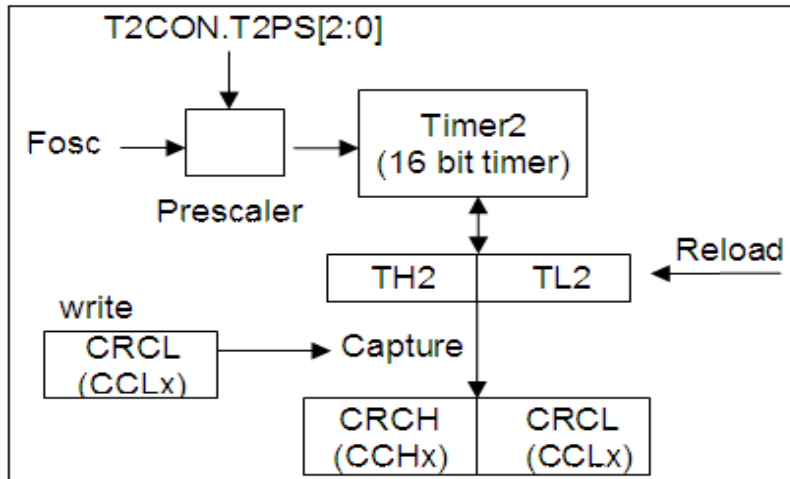 T2CON.T2PS[2:0]
Fosc
Prescaler
Timer2
(16 bit timer)
TH2
TL2
Reload
write
CRCL
(CCLx)
Capture
CRCH
(CCHx)
CRCL
(CCLx)